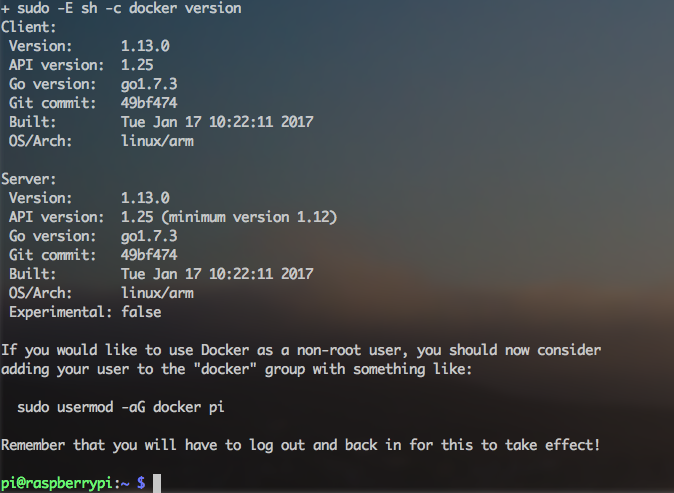 + sudo -E sh -c docker version
Client:
 Version:      1.13.0
 API version:  1.25
 Go version:   go1.7.3
 Git commit:   49bf474
 Built:        Tue Jan 17 10:22:11 2017
 OS/Arch:      linux/arm

Server:
 Version:      1.13.0
 API version:  1.25 (minimum version 1.12)
 Go version:   go1.7.3
 Git commit:   49bf474
 Built:        Tue Jan 17 10:22:11 2017
 OS/Arch:      linux/arm
 Experimental: false

If you would like to use Docker as a non-root user, you should now consider
adding your user to the "docker" group with something like:

  sudo usermod -aG docker pi

Remember that you will have to log out and back in for this to take effect!

pi@raspberrypi:~ $